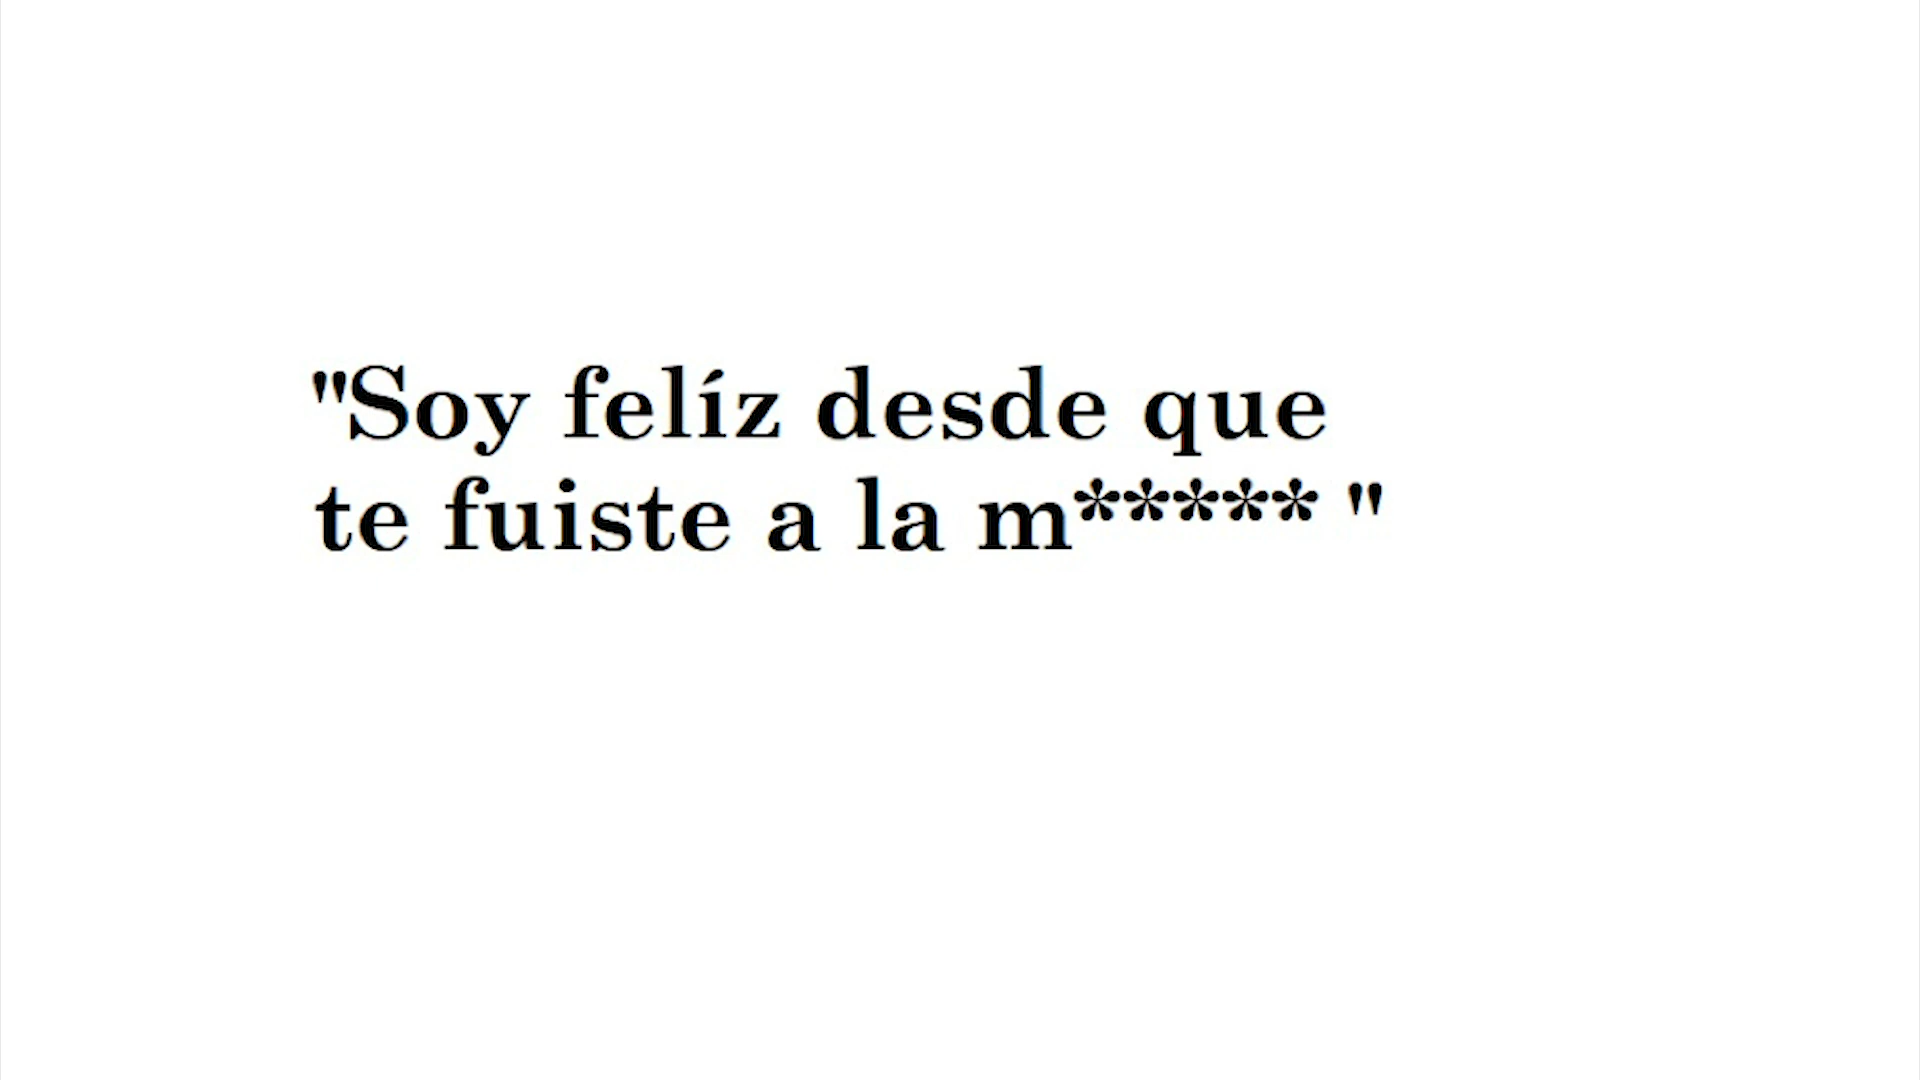 "Soy felíz desde que
te fuiste a la m***** "